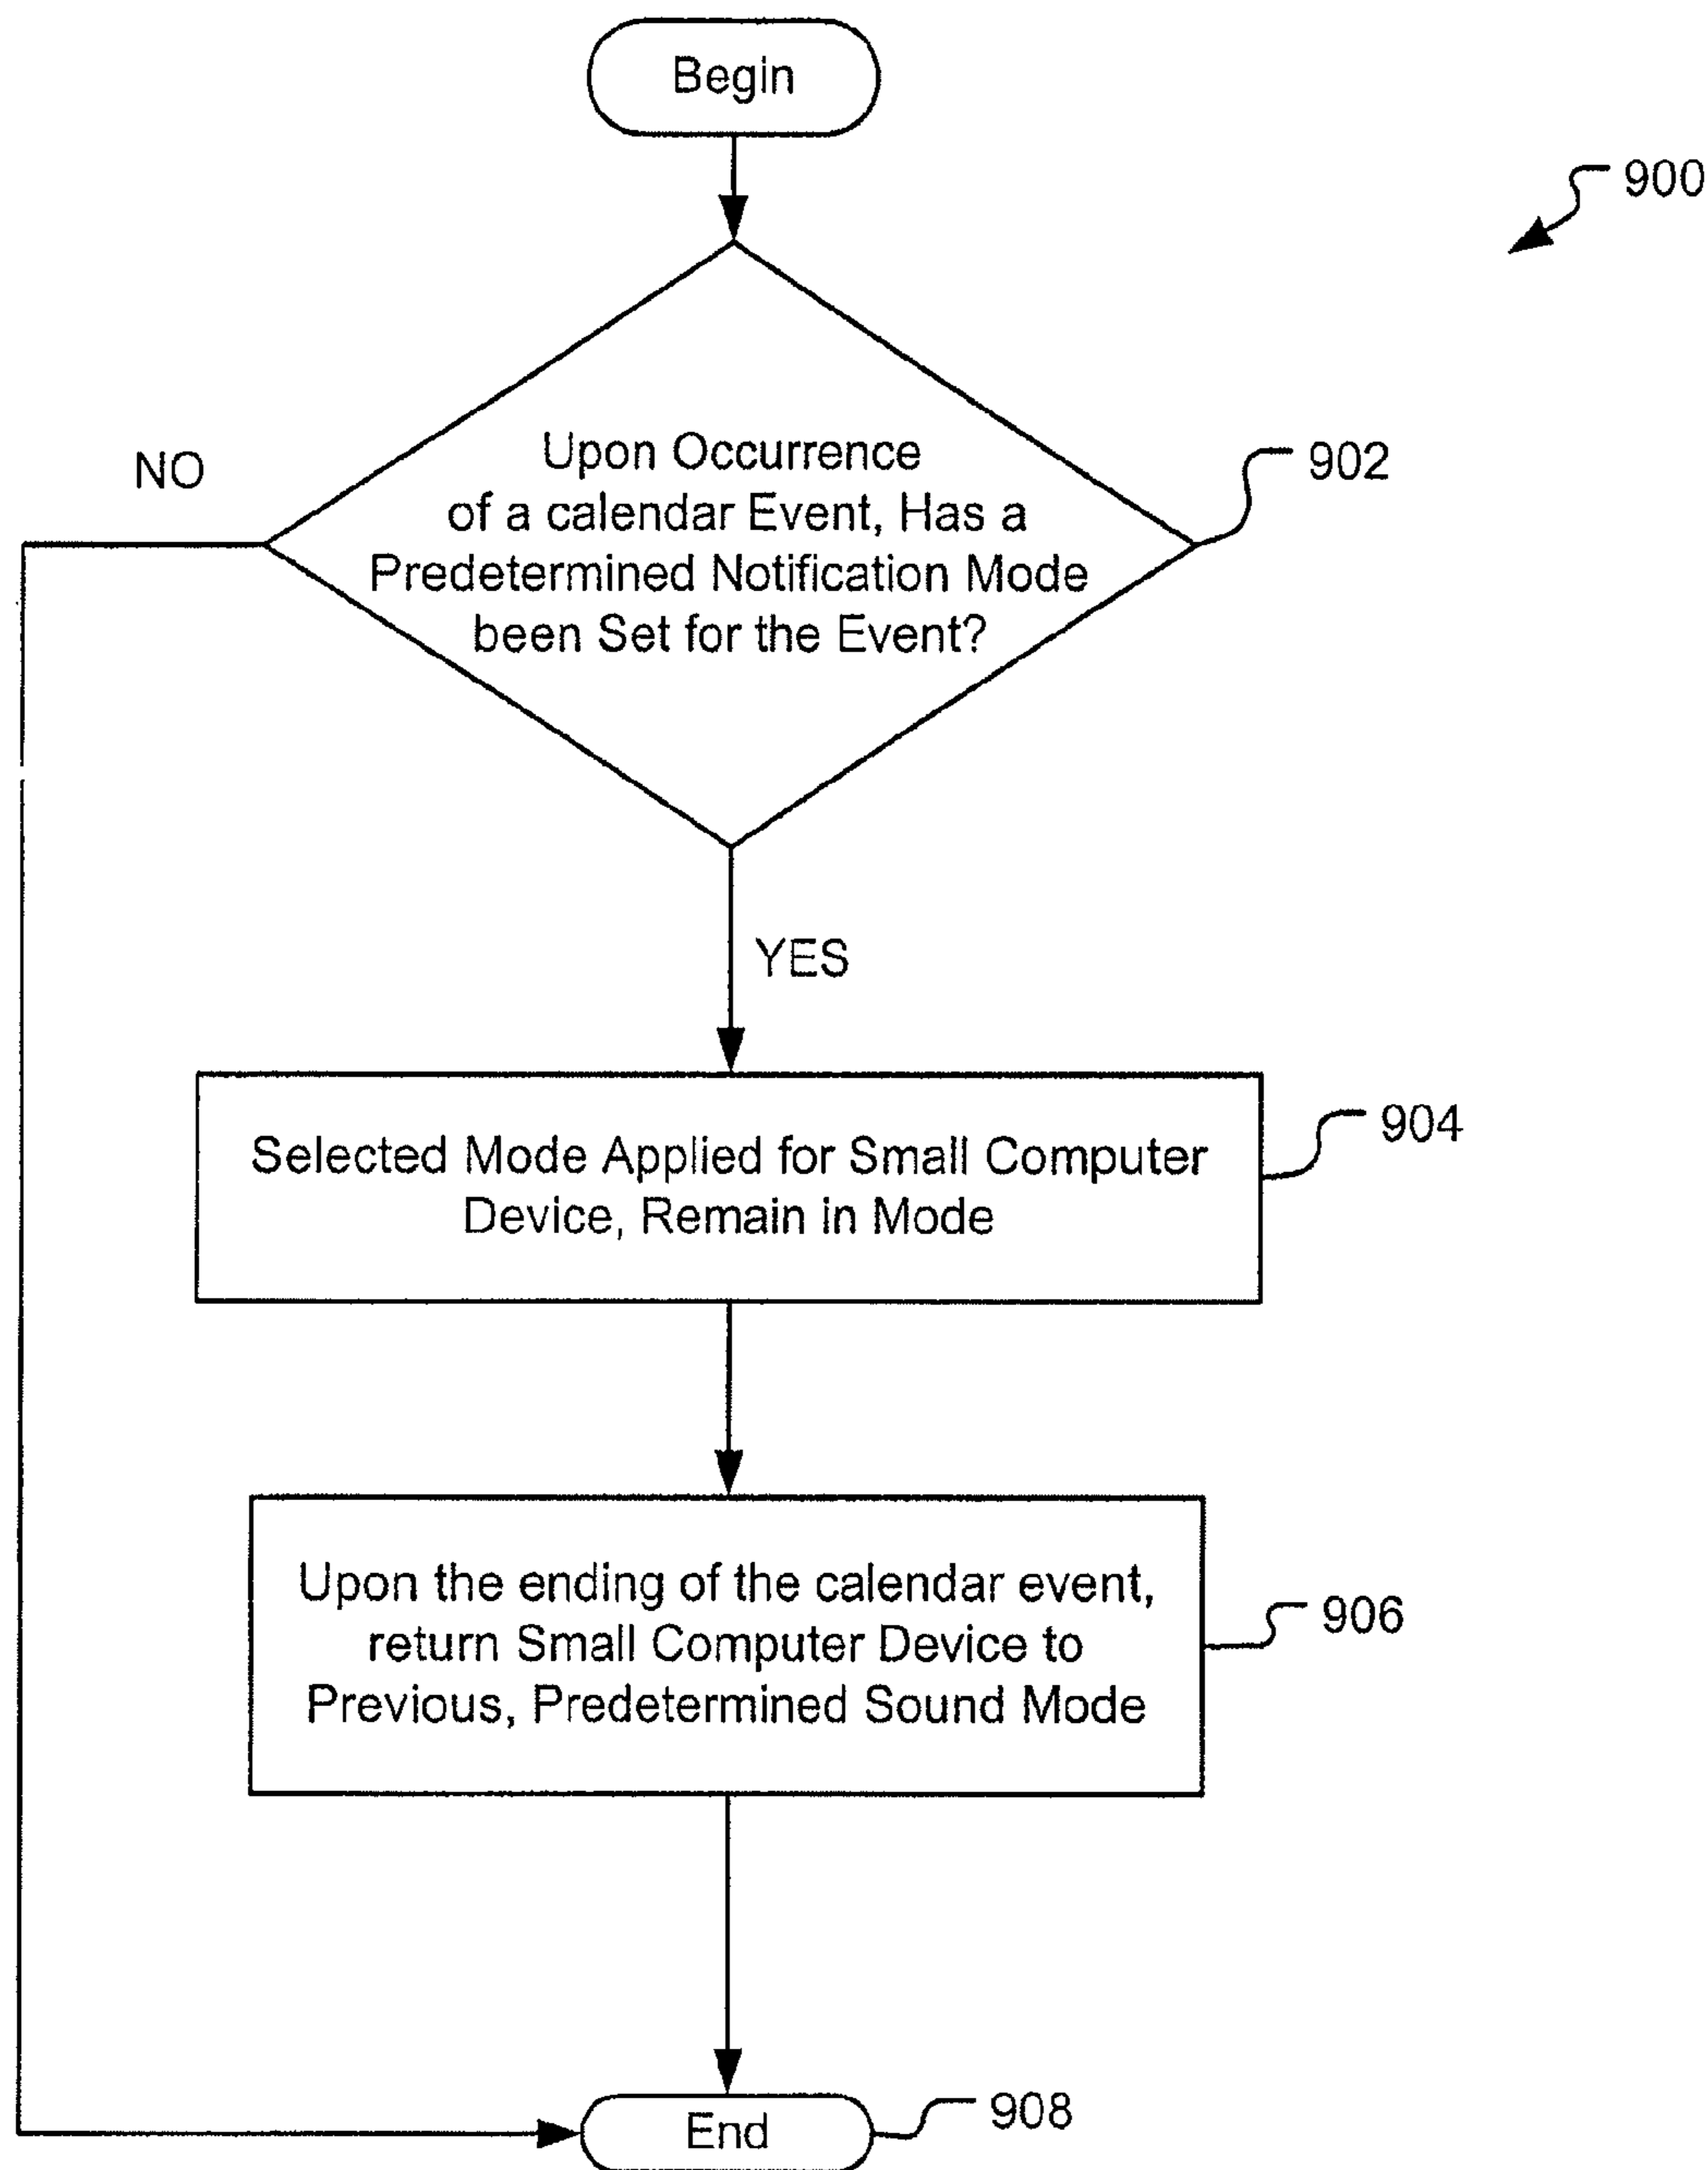 Begin
900
NO
Upon Occurrence
of a calendar Event, Has a
Predetermined Notification Mode
been Set for the Event?
902
YES
Selected Mode Applied for Small Computer
Device, Remain in Mode
904
Upon the ending of the calendar event,
return Small Computer Device to
Previous, Predetermined Sound Mode
906
End
908